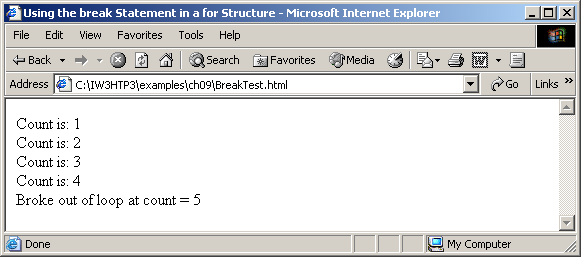 Using the break Statement in a for Structure - Microsoft Internet Explorer
File Edit View Favorites Tools Help
Back Search Favorites Media
Address C:\IW3HTP3\examples\ch09\BreakTest.html Go Links »
Count is: 1
Count is: 2
Count is: 3
Count is: 4
Broke out of loop at count = 5
Done My Computer